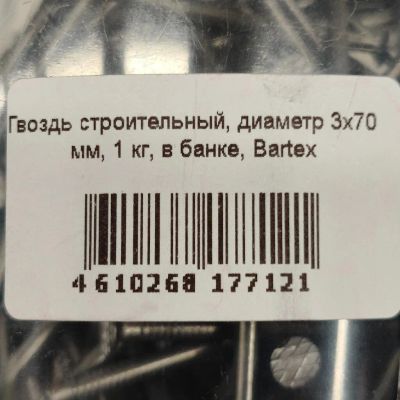 Гвоздь строительный, диаметр 3х70
мм, 1 кг, в банке, Bartex
4 610268 177121